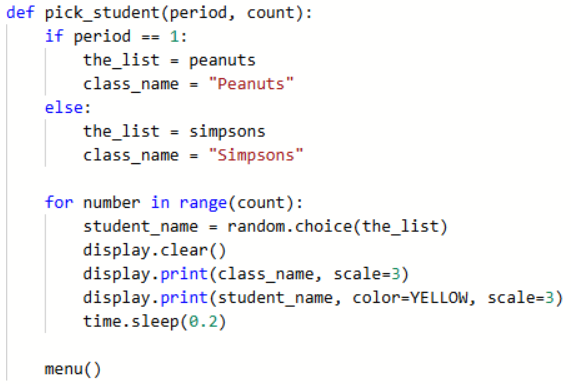 def pick_student(period, count):
    if period == 1:
        the_list = peanuts
        class_name = "Peanuts"
    else:
        the_list = simpsons
        class_name = "Simpsons"

    for number in range(count):
        student_name = random.choice(the_list)
        display.clear()
        display.print(class_name, scale=3)
        display.print(student_name, color=YELLOW, scale=3)
        time.sleep(0.2)

    menu()